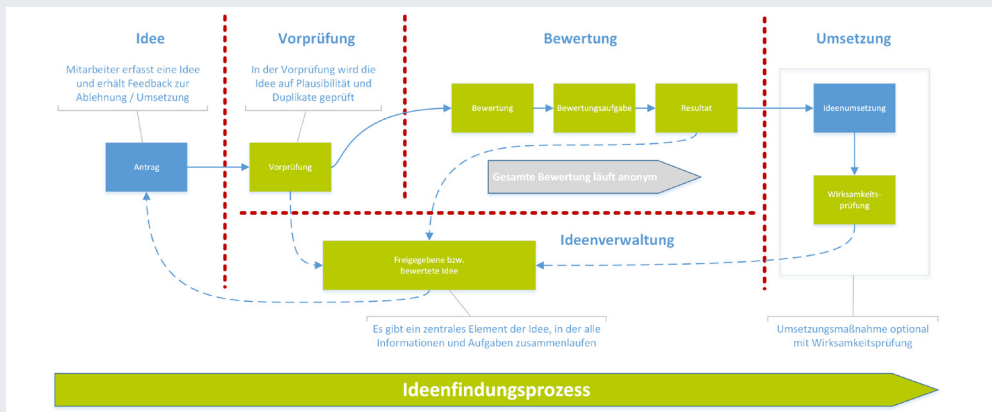 Idee
Vorprüfung
Bewertung
Umsetzung
Mitarbeiter erfasst eine Idee
und erhält Feedback zur
Ablehnung / Umsetzung
In der Vorprüfung wird die
Idee auf Plausibilität und
Duplikate geprüft
Bewertung
Bewertungsaufgabe
Resultat
Ideenumsetzung
Antrag
Vorprüfung
Gesamte Bewertung läuft anonym
Wirksamkeits-
prüfung
Ideenverwaltung
Freigegebene bzw.
bewertete Idee
Es gibt ein zentrales Element der Idee, in der alle
Informationen und Aufgaben zusammenlaufen
Umsetzungsmaßnahme optional
mit Wirksamkeitsprüfung
Ideenfindungsprozess